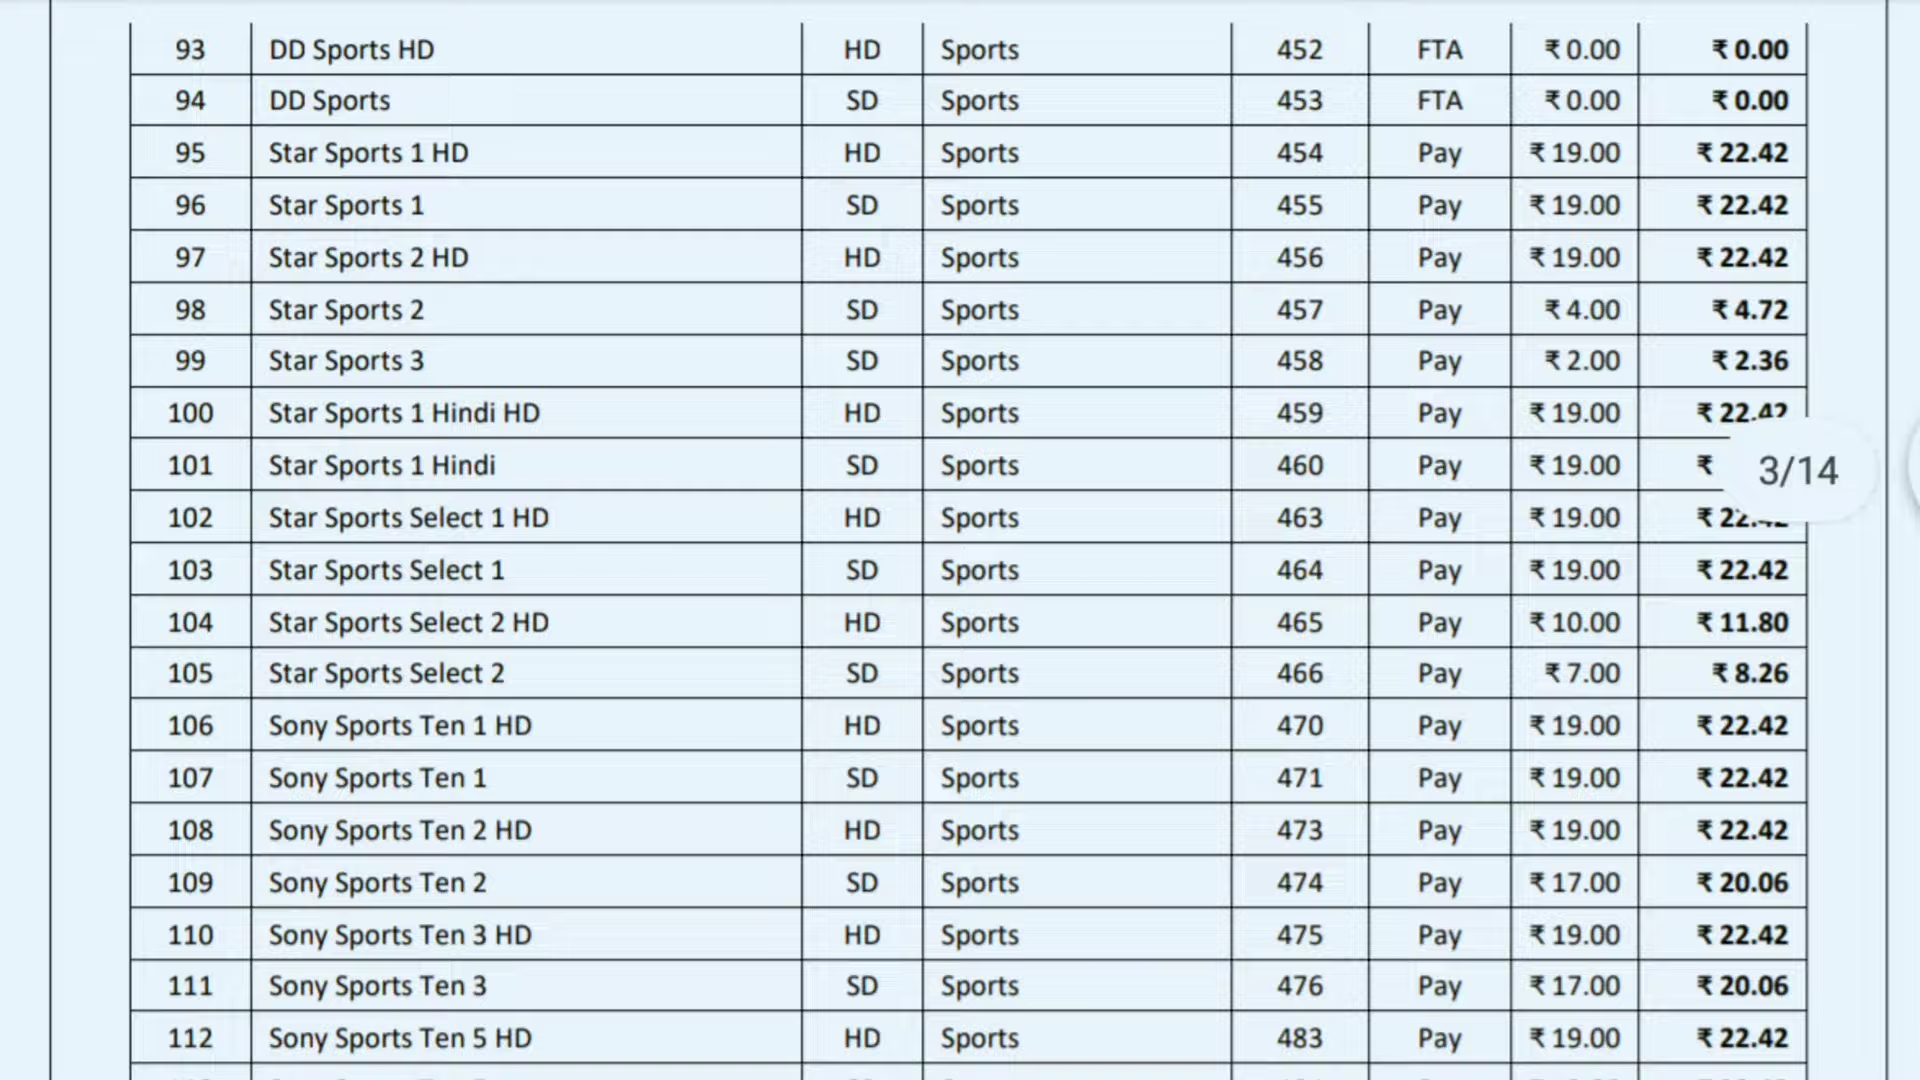 93 DD Sports HD HD Sports 452 FTA ₹ 0.00 ₹ 0.00
94 DD Sports SD Sports 453 FTA ₹ 0.00 ₹ 0.00
95 Star Sports 1 HD HD Sports 454 Pay ₹ 19.00 ₹ 22.42
96 Star Sports 1 SD Sports 455 Pay ₹ 19.00 ₹ 22.42
97 Star Sports 2 HD HD Sports 456 Pay ₹ 19.00 ₹ 22.42
98 Star Sports 2 SD Sports 457 Pay ₹ 4.00 ₹ 4.72
99 Star Sports 3 SD Sports 458 Pay ₹ 2.00 ₹ 2.36
100 Star Sports 1 Hindi HD HD Sports 459 Pay ₹ 19.00 ₹ 22.42
101 Star Sports 1 Hindi SD Sports 460 Pay ₹ 19.00 ₹
3/14
102 Star Sports Select 1 HD HD Sports 463 Pay ₹ 19.00 ₹ 22.42
103 Star Sports Select 1 SD Sports 464 Pay ₹ 19.00 ₹ 22.42
104 Star Sports Select 2 HD HD Sports 465 Pay ₹ 10.00 ₹ 11.80
105 Star Sports Select 2 SD Sports 466 Pay ₹ 7.00 ₹ 8.26
106 Sony Sports Ten 1 HD HD Sports 470 Pay ₹ 19.00 ₹ 22.42
107 Sony Sports Ten 1 SD Sports 471 Pay ₹ 19.00 ₹ 22.42
108 Sony Sports Ten 2 HD HD Sports 473 Pay ₹ 19.00 ₹ 22.42
109 Sony Sports Ten 2 SD Sports 474 Pay ₹ 17.00 ₹ 20.06
110 Sony Sports Ten 3 HD HD Sports 475 Pay ₹ 19.00 ₹ 22.42
111 Sony Sports Ten 3 SD Sports 476 Pay ₹ 17.00 ₹ 20.06
112 Sony Sports Ten 5 HD HD Sports 483 Pay ₹ 19.00 ₹ 22.42